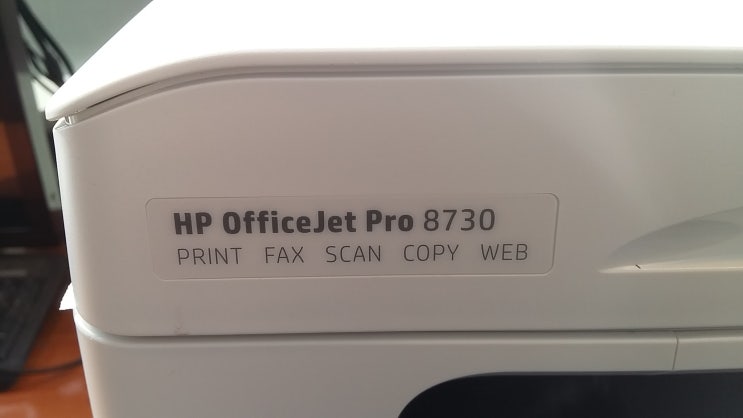 HP OfficeJet Pro 8730
PRINT FAX SCAN COPY WEB